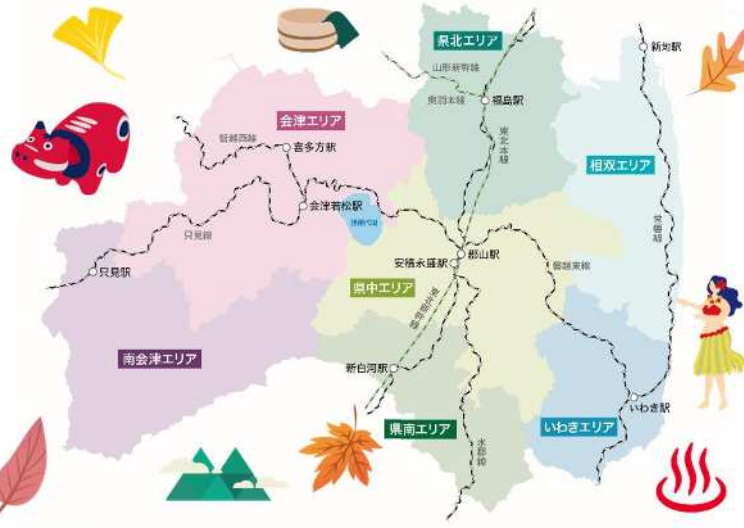 県北エリア
新地駅
山形新幹線
奥羽本線
福島駅
会津エリア
磐越西線
喜多方駅
東北本線
相双エリア
会津若松駅
猪苗代湖
只見線
常磐線
郡山駅
安積永盛駅
磐越東線
只見駅
県中エリア
東北新幹線
南会津エリア
新白河駅
いわき駅
県南エリア
いわきエリア
水郡線